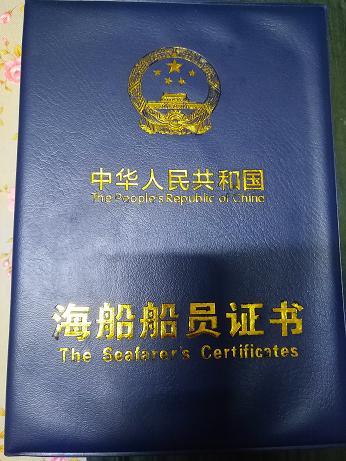 中华人民共和国
The People's Republic of China
海船船员证书
The Seafarer's Certificates